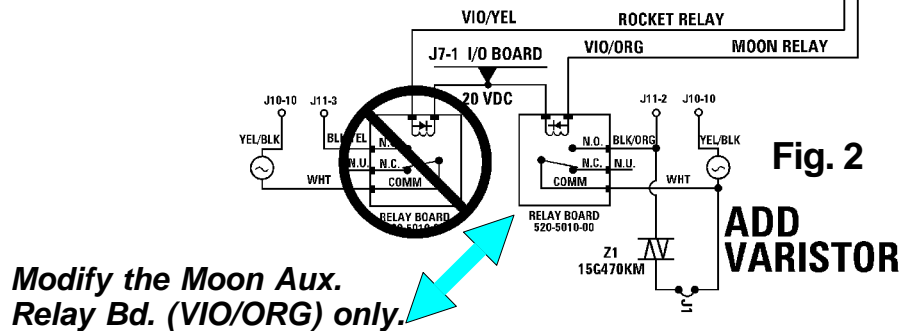 VIO/YEL ROCKET RELAY
J7-1 I/O BOARD VIO/ORG MOON RELAY
20 VDC
J10-10 J11-3 J11-2 J10-10
YEL/BLK N.O. N.O. BLK/ORG YEL/BLK
N.U. N.C. N.C. N.U. Fig. 2
WHT COMM COMM WHT
RELAY BOARD RELAY BOARD
520-5010-00
ADD
VARISTOR
Z1
15G470KM
J1
Modify the Moon Aux.
Relay Bd. (VIO/ORG) only.